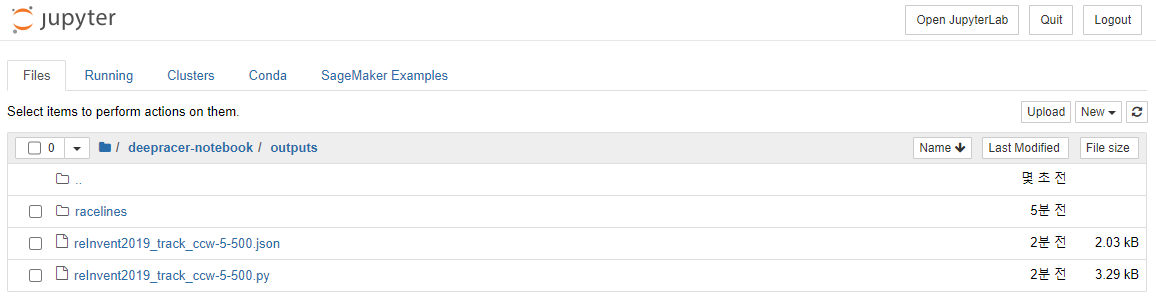 jupyter Open JupyterLab Quit Logout
Files Running Clusters Conda SageMaker Examples
Select items to perform actions on them. Upload New
0 / deepracer-notebook / outputs Name Last Modified File size
.. 몇 초 전
racelines 5분 전
reInvent2019_track_ccw-5-500.json 2분 전 2.03 kB
reInvent2019_track_ccw-5-500.py 2분 전 3.29 kB